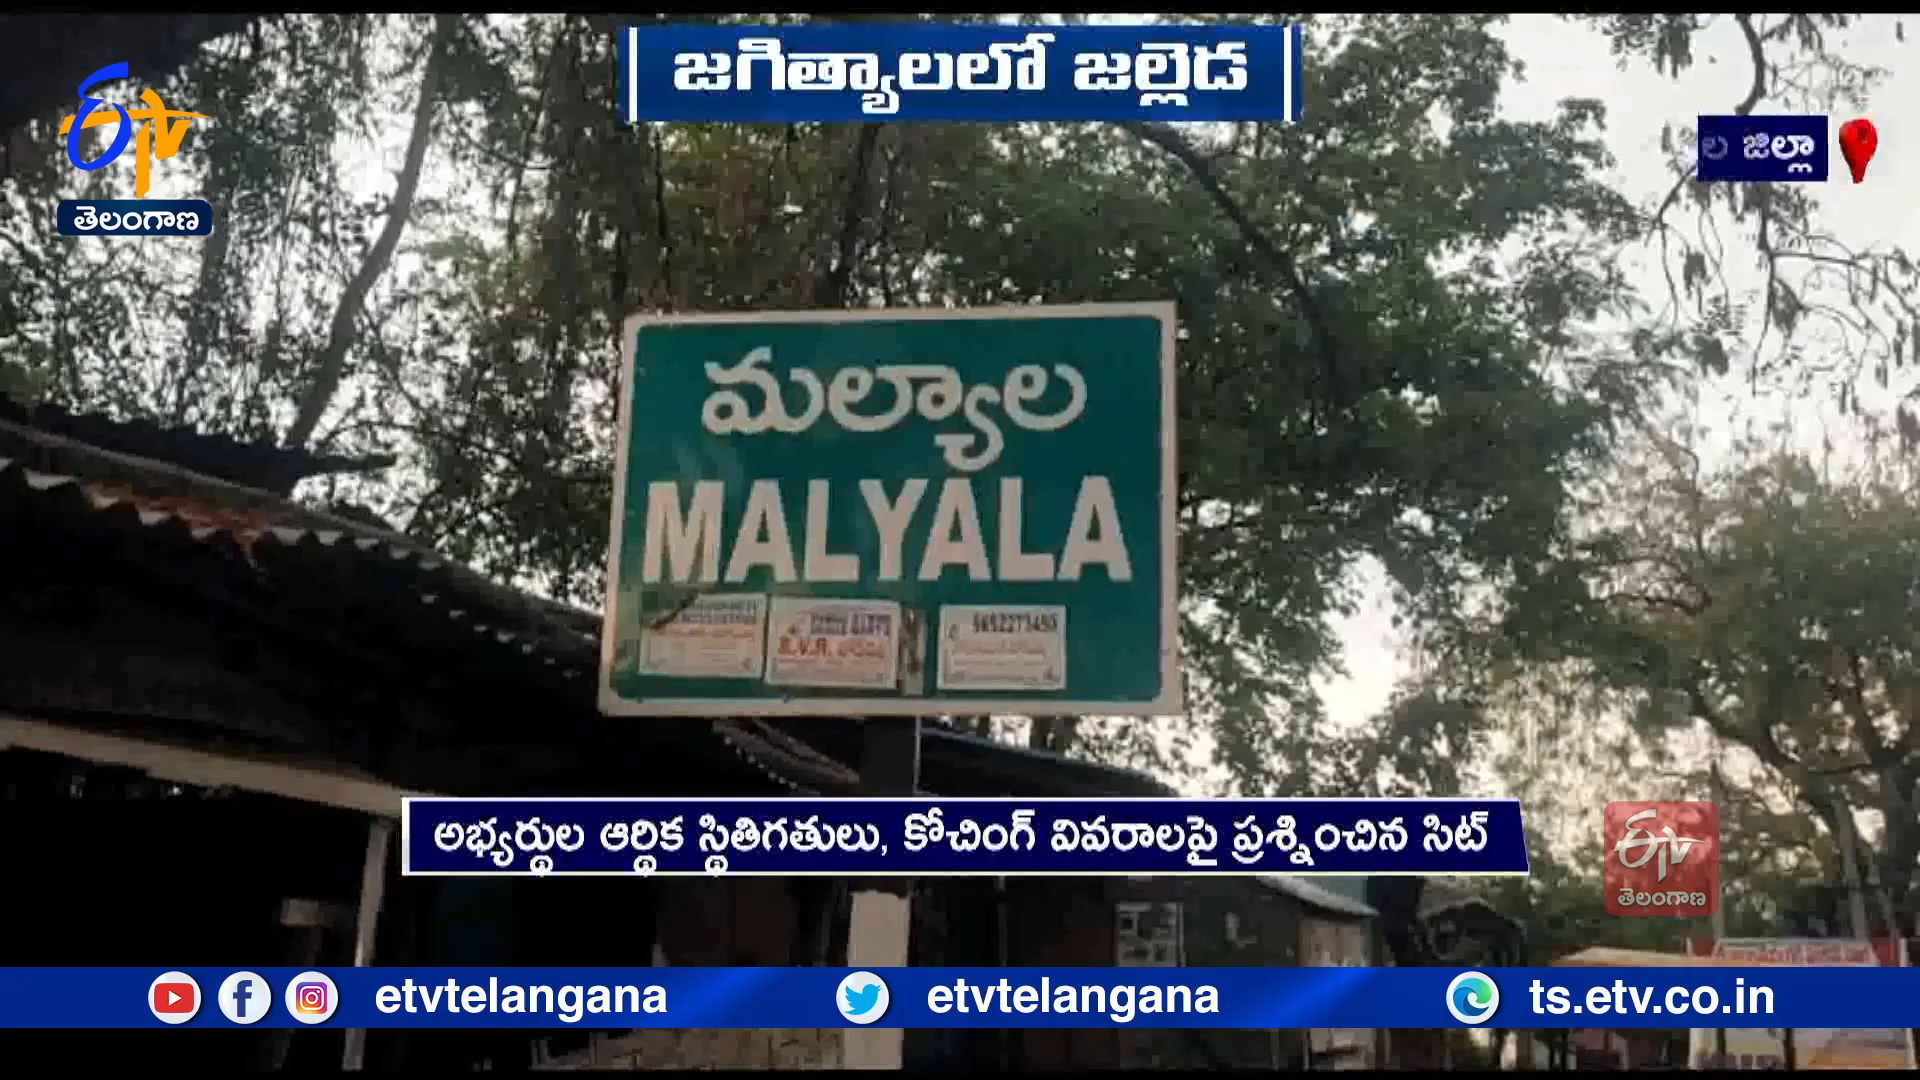 జగిత్యాలలో జల్లెడ
ETV
తెలంగాణ
ల జిల్లా
మల్యాల
MALYALA
9652273455
S.V.R.
అభ్యర్థుల ఆర్థిక స్థితిగతులు, కోచింగ్ వివరాలపై ప్రశ్నించిన సిట్
ETV
తెలంగాణ
etvtelangana
etvtelangana
ts.etv.co.in